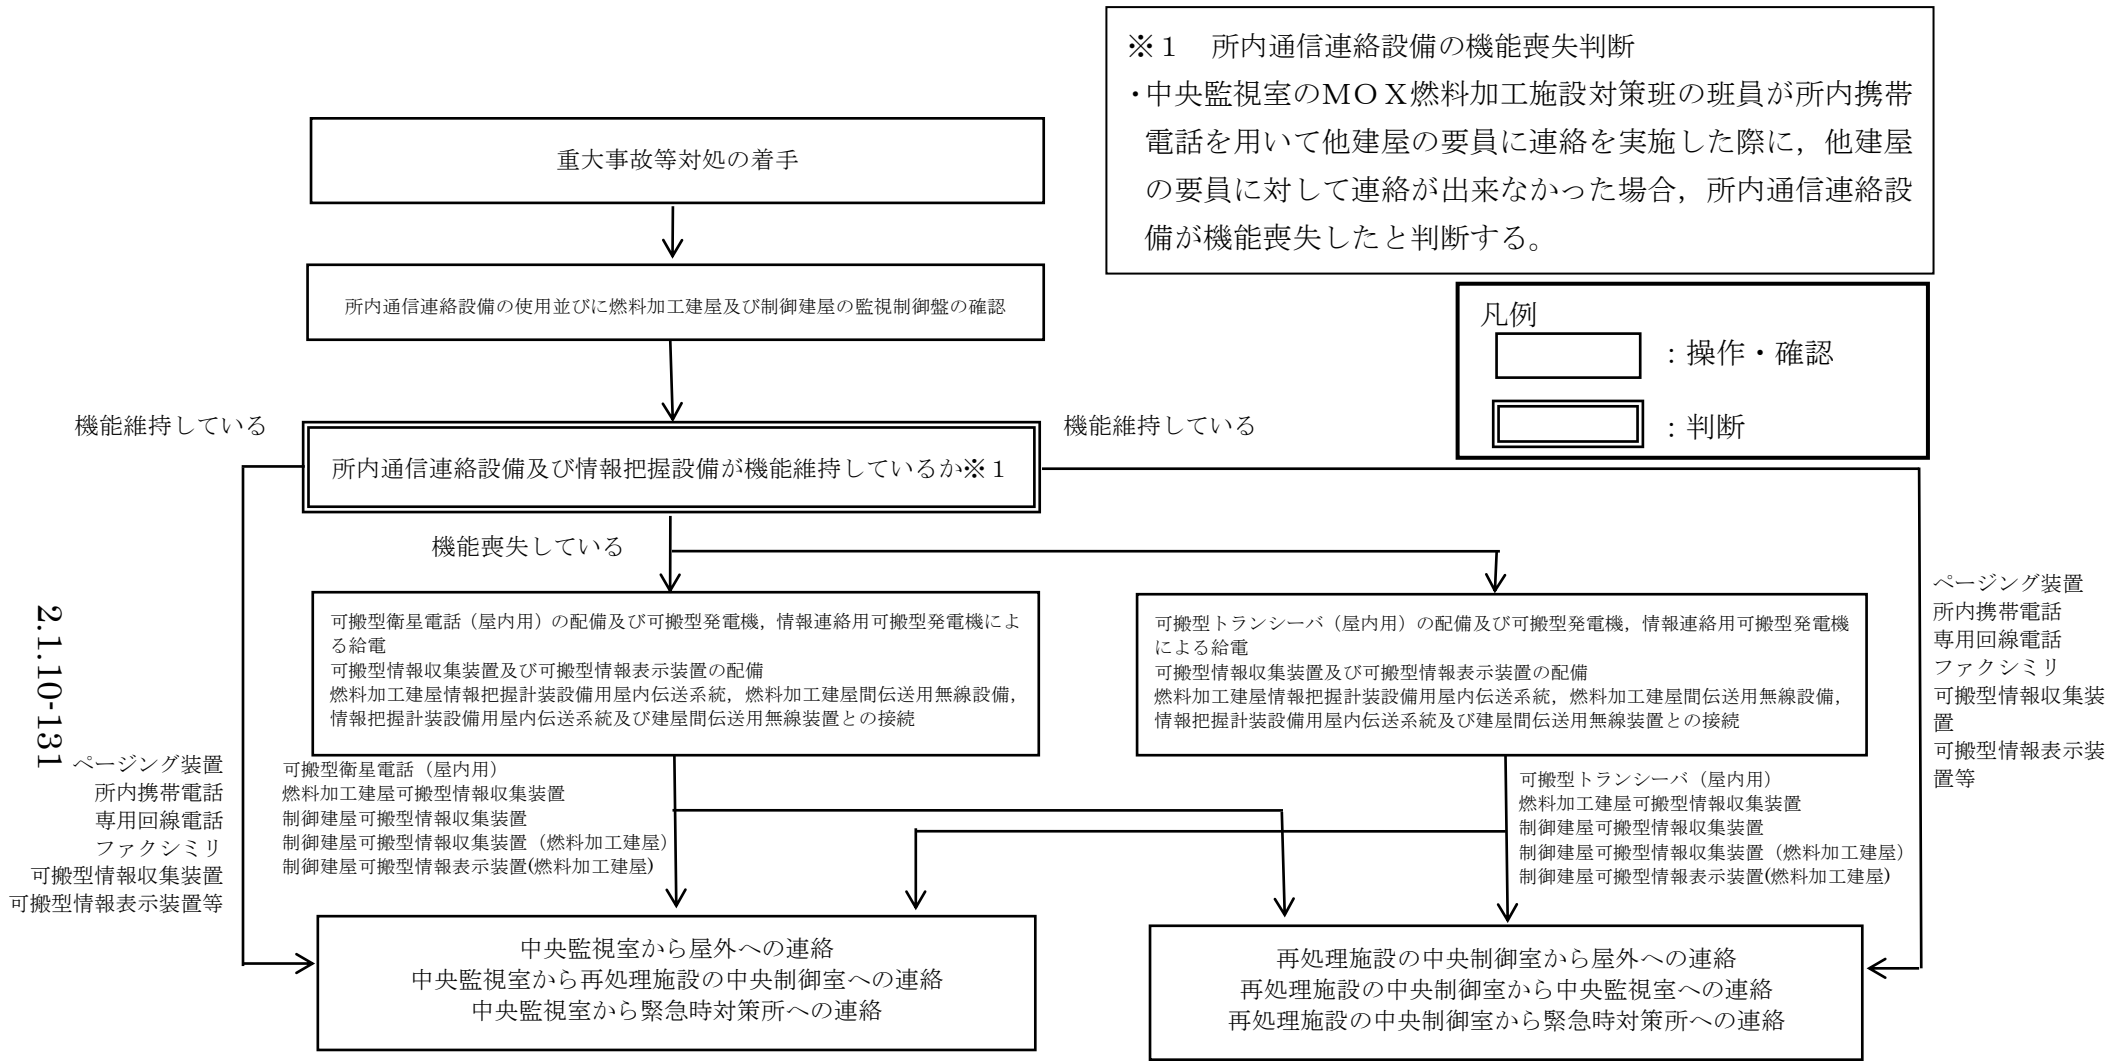 ※１　所内通信連絡設備の機能喪失判断
・中央監視室のＭＯＸ燃料加工施設対策班の班員が所内携帯
電話を用いて他建屋の要員に連絡を実施した際に，他建屋
の要員に対して連絡が出来なかった場合，所内通信連絡設
備が機能喪失したと判断する。
重大事故等対処の着手
所内通信連絡設備の使用並びに燃料加工建屋及び制御建屋の監視制御盤の確認
凡例
：操作・確認
：判断
機能維持している
機能維持している
所内通信連絡設備及び情報把握設備が機能維持しているか※１
機能喪失している
可搬型衛星電話（屋内用）の配備及び可搬型発電機，情報連絡用可搬型発電機によ
る給電
可搬型情報収集装置及び可搬型情報表示装置の配備
燃料加工建屋情報把握計装設備用屋内伝送系統，燃料加工建屋間伝送用無線設備，
情報把握計装設備用屋内伝送系統及び建屋間伝送用無線装置との接続
可搬型トランシーバ（屋内用）の配備及び可搬型発電機，情報連絡用可搬型発電機
による給電
可搬型情報収集装置及び可搬型情報表示装置の配備
燃料加工建屋情報把握計装設備用屋内伝送系統，燃料加工建屋間伝送用無線設備，
情報把握計装設備用屋内伝送系統及び建屋間伝送用無線装置との接続
ページング装置
所内携帯電話
専用回線電話
ファクシミリ
可搬型情報収集装
置
可搬型情報表示装
置等
2.1.10-131
ページング装置
所内携帯電話
専用回線電話
ファクシミリ
可搬型情報収集装置
可搬型情報表示装置等
可搬型衛星電話（屋内用）
燃料加工建屋可搬型情報収集装置
制御建屋可搬型情報収集装置
制御建屋可搬型情報収集装置（燃料加工建屋）
制御建屋可搬型情報表示装置(燃料加工建屋)
可搬型トランシーバ（屋内用）
燃料加工建屋可搬型情報収集装置
制御建屋可搬型情報収集装置
制御建屋可搬型情報収集装置（燃料加工建屋）
制御建屋可搬型情報表示装置(燃料加工建屋)
中央監視室から屋外への連絡
中央監視室から再処理施設の中央制御室への連絡
中央監視室から緊急時対策所への連絡
再処理施設の中央制御室から屋外への連絡
再処理施設の中央制御室から中央監視室への連絡
再処理施設の中央制御室から緊急時対策所への連絡